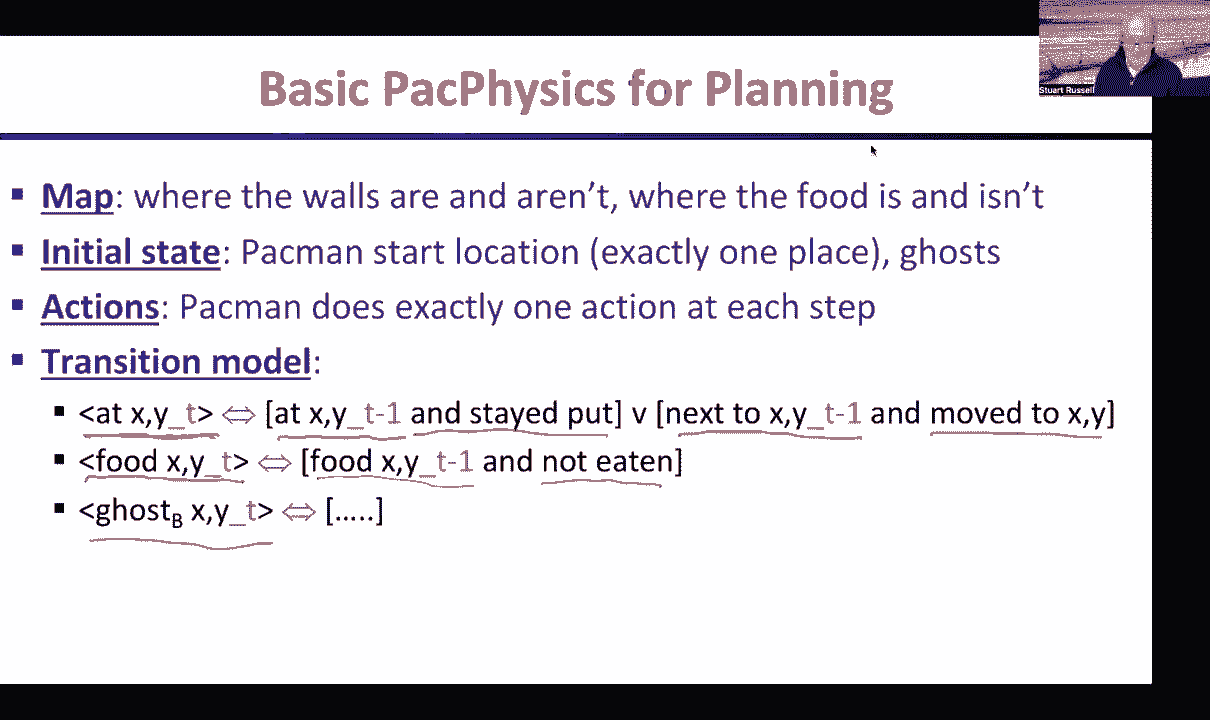 Stuart Russell
Basic PacPhysics for Planning
▪ Map: where the walls are and aren't, where the food is and isn't
▪ Initial state: Pacman start location (exactly one place), ghosts
▪ Actions: Pacman does exactly one action at each step
▪ Transition model:
▪ <at x,y_t> ⇔ [at x,y_t-1 and stayed put] v [next to x,y_t-1 and moved to x,y]
▪ <food x,y_t> ⇔ [food x,y_t-1 and not eaten]
▪ <ghost_B x,y_t> ⇔ [.....]